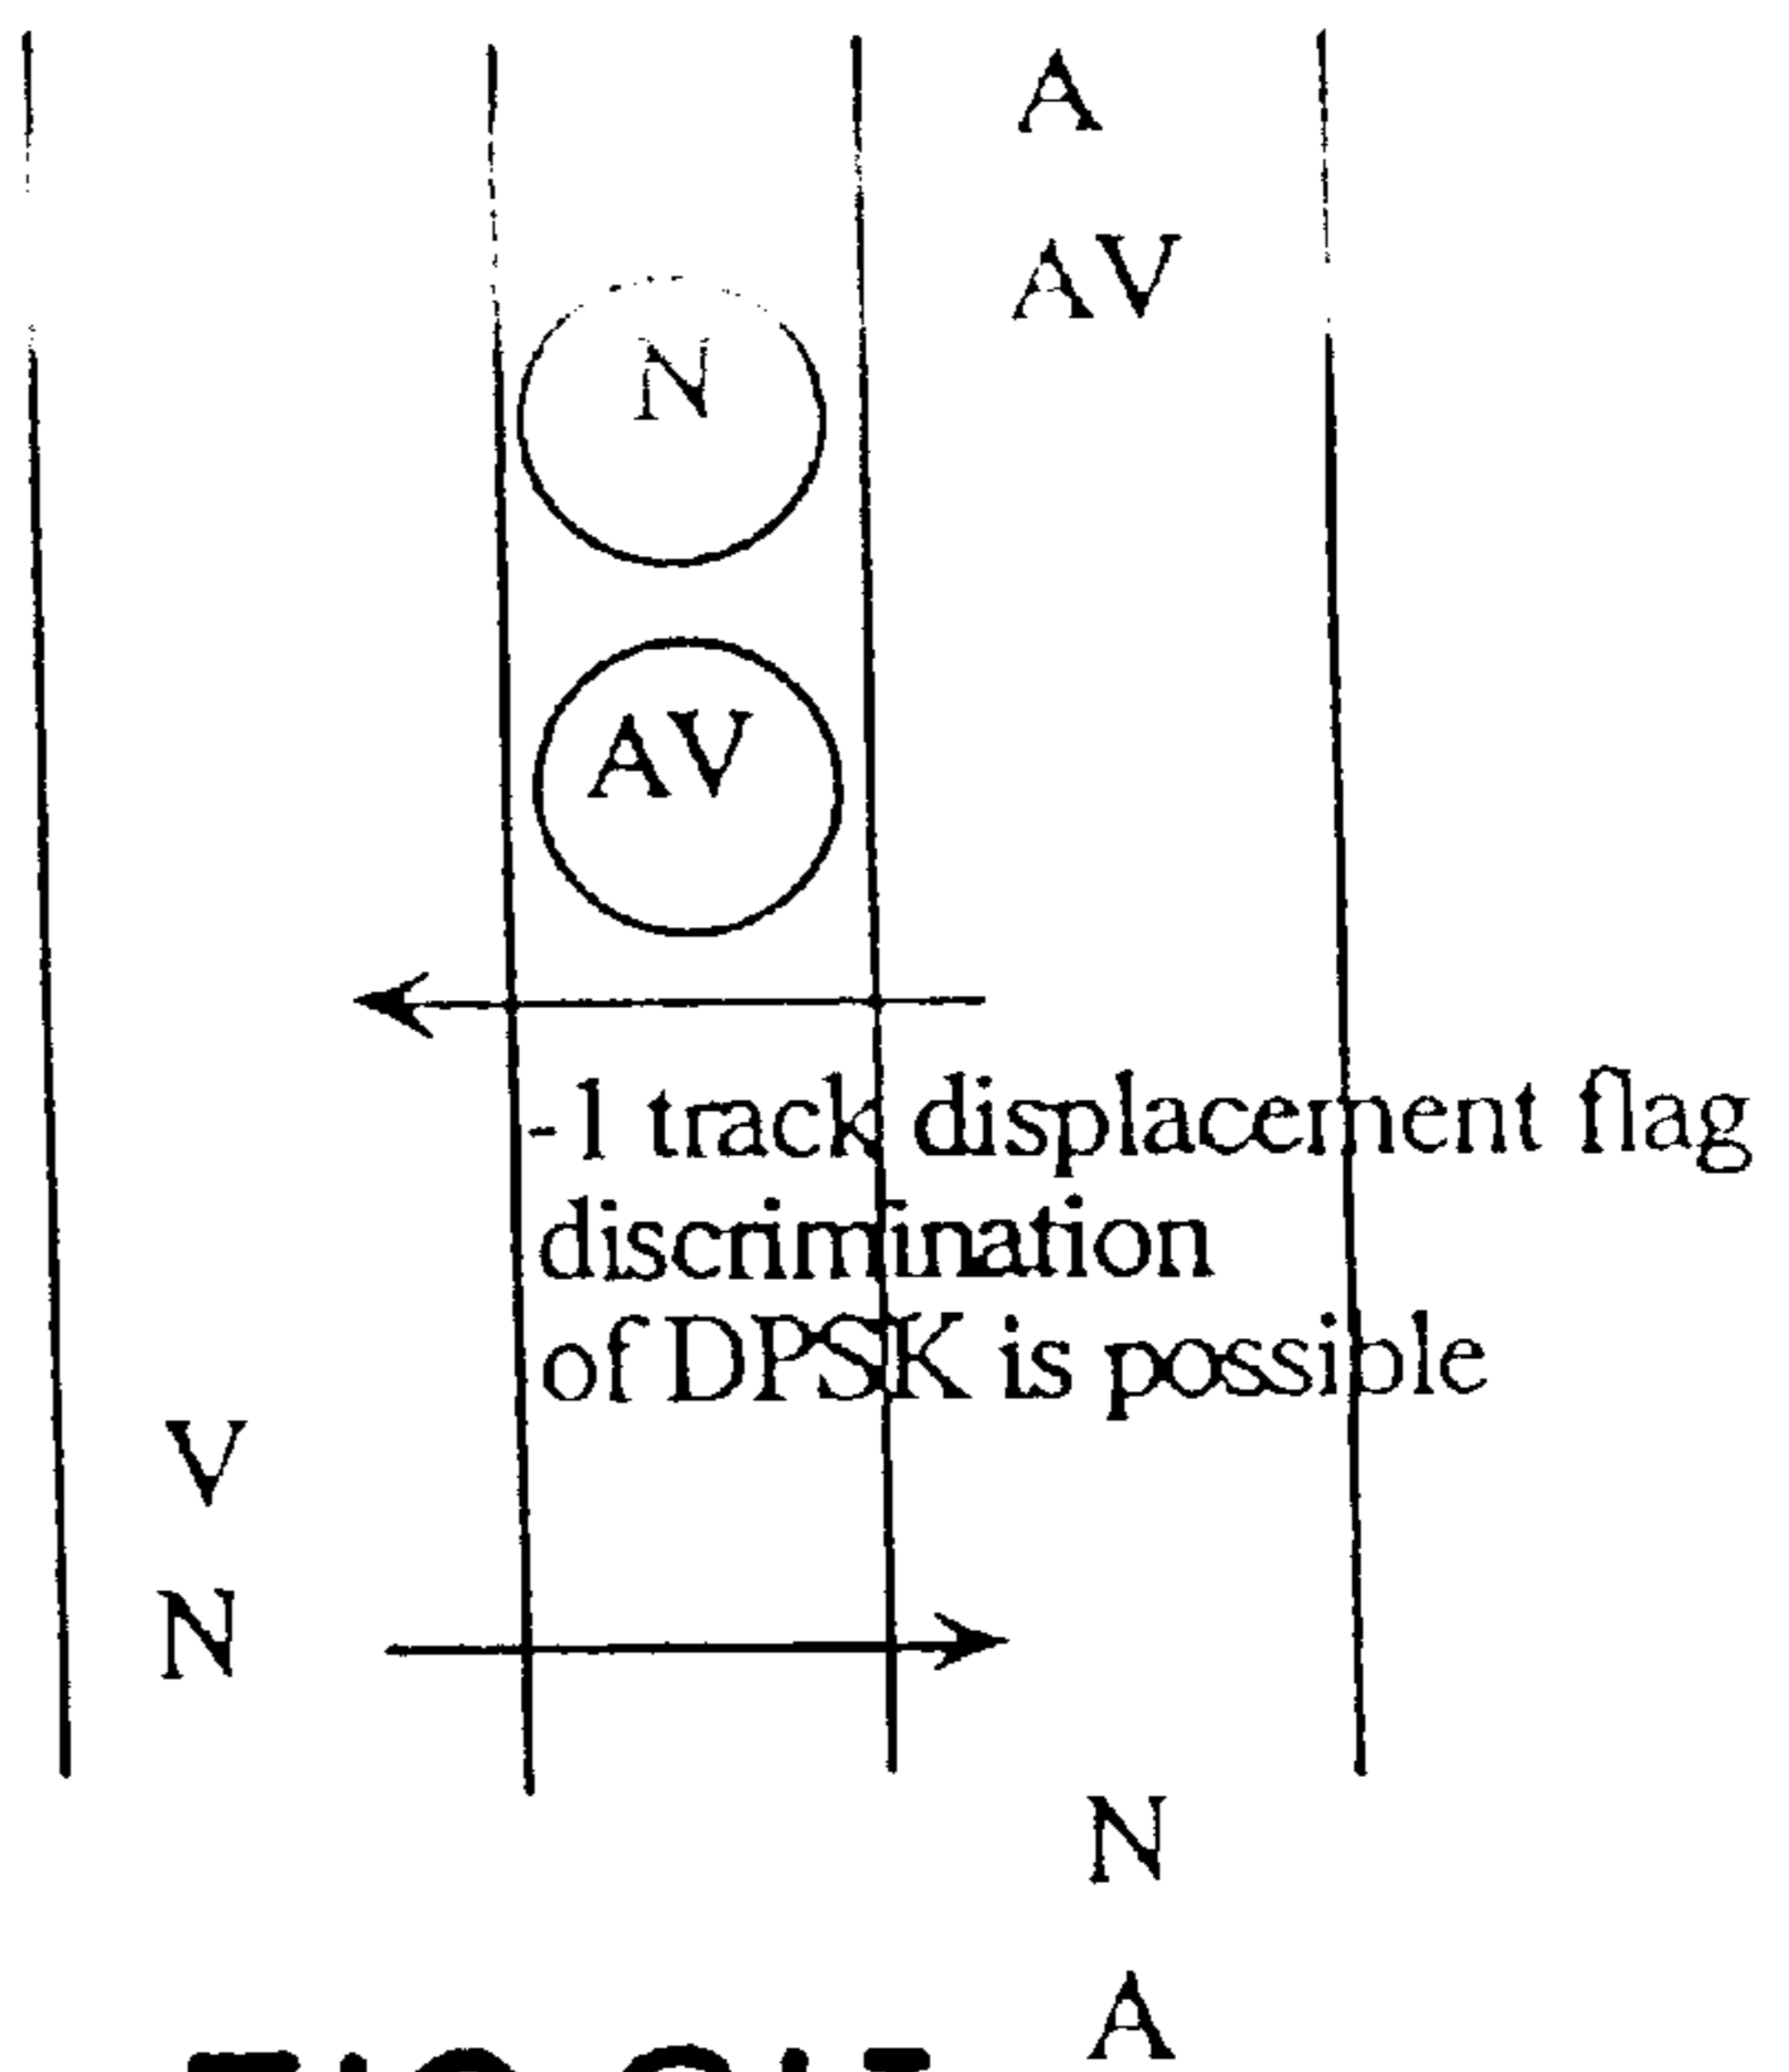 A
AV
N
AV
-1 track displacement flag
discrimination
of DPSK is possible
V
N
N
A